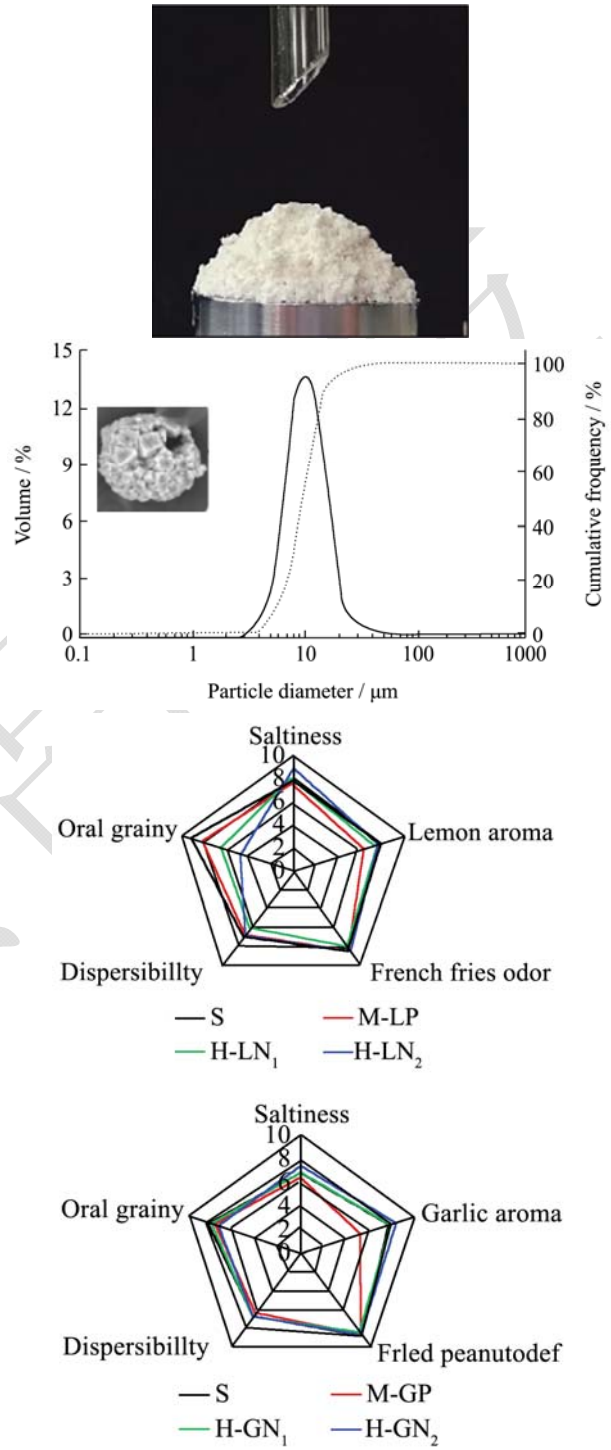 15
12
9
6
3
0
Volume / %
100
80
60
40
20
0
Cumulative froquency / %
0.1 1 10 100 1000
Particle diameter / μm
Saltiness
10
8
6
4
2
0
Oral grainy
Lemon aroma
Dispersibillty
French fries odor
S M-LP
H-LN₁ H-LN₂
Saltiness
10
8
6
4
2
0
Oral grainy
Garlic aroma
Dispersibillty
Frled peanutodef
S M-GP
H-GN₁ H-GN₂